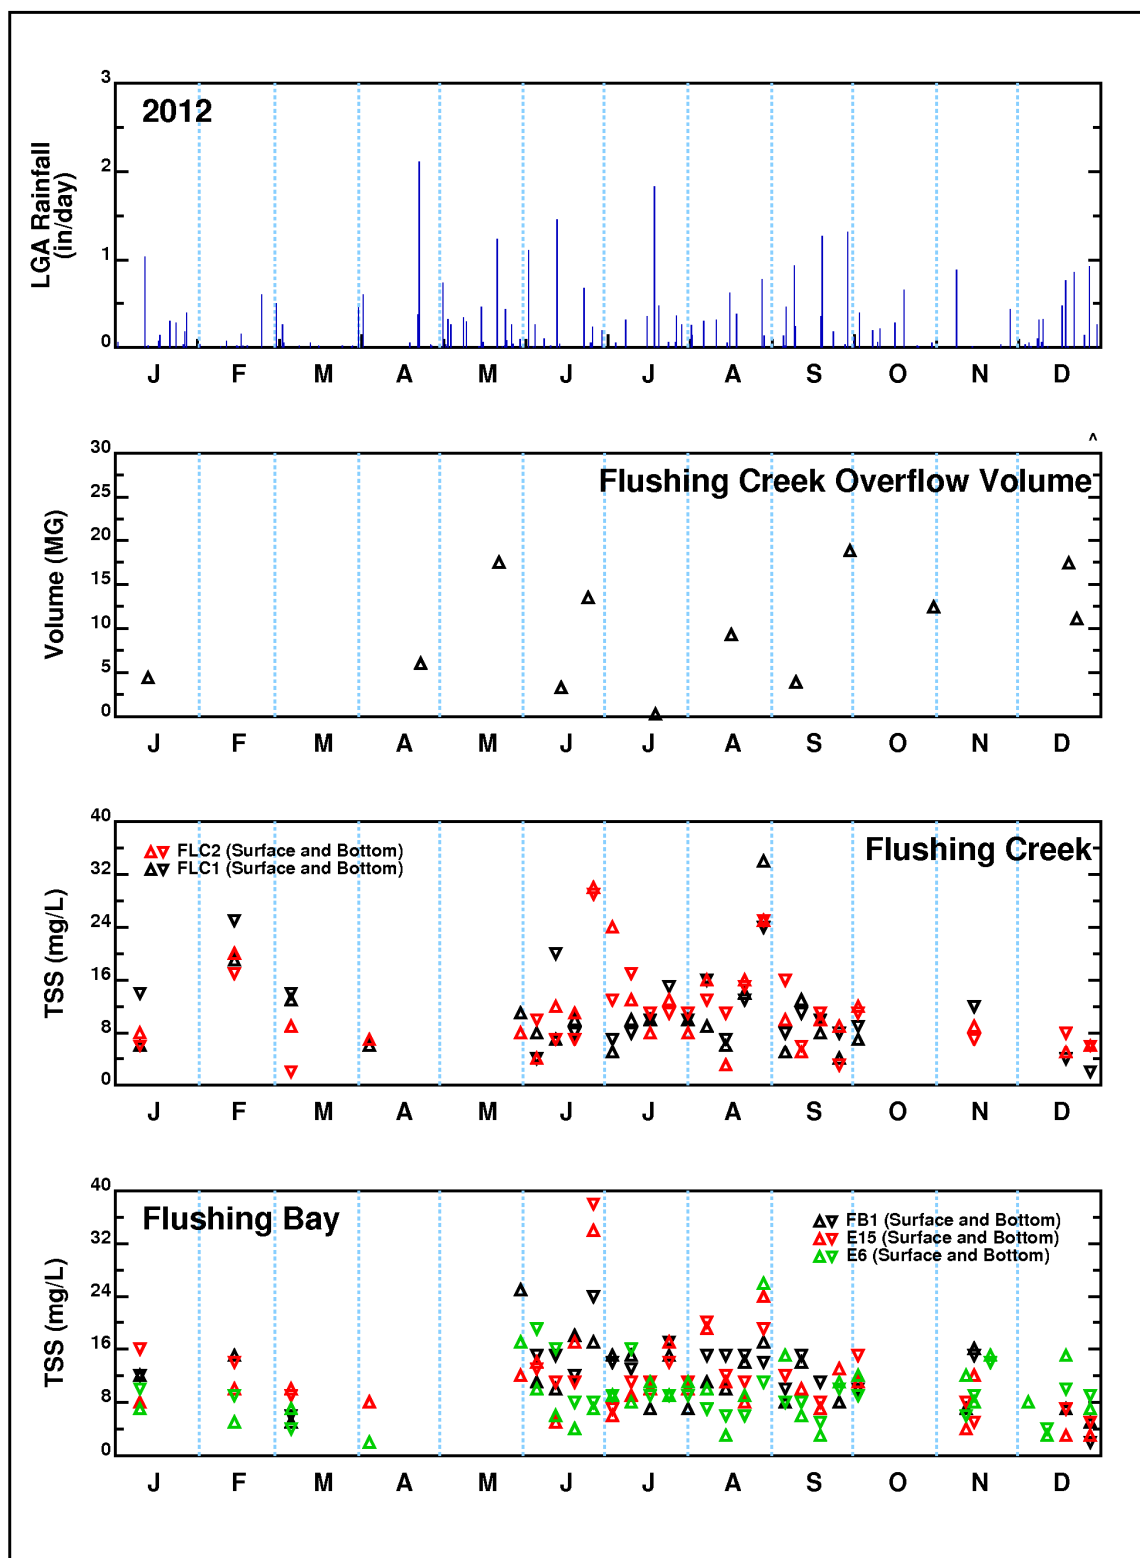 2012
LGA Rainfall
(in/day)
3
2
1
0
J F M A M J J A S O N D
^
Flushing Creek Overflow Volume
Volume (MG)
30
25
20
15
10
5
0
J F M A M J J A S O N D
Flushing Creek
FLC2 (Surface and Bottom)
FLC1 (Surface and Bottom)
TSS (mg/L)
40
32
24
16
8
0
J F M A M J J A S O N D
Flushing Bay
FB1 (Surface and Bottom)
E15 (Surface and Bottom)
E6 (Surface and Bottom)
TSS (mg/L)
40
32
24
16
8
0
J F M A M J J A S O N D